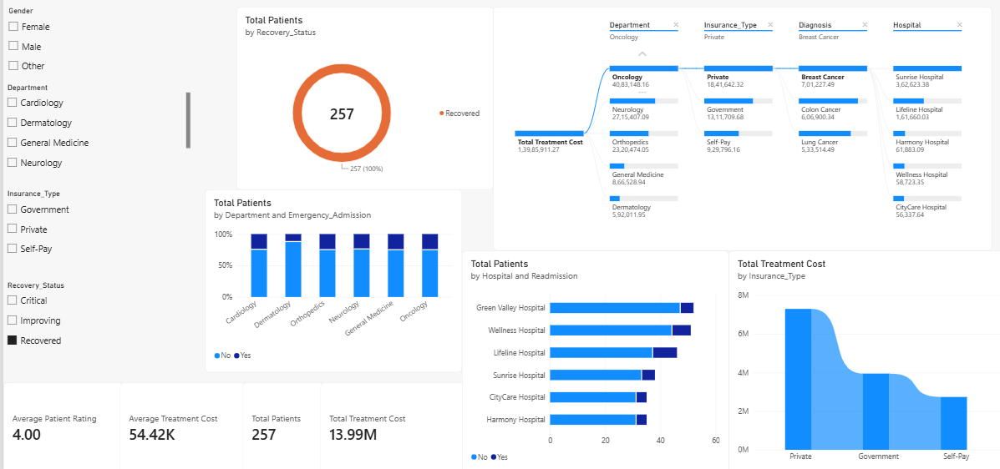 Gender
Female
Male
Other
Department
Cardiology
Dermatology
General Medicine
Neurology
Insurance_Type
Government
Private
Self-Pay
Recovery_Status
Critical
Improving
Recovered
Total Patients
by Recovery_Status
257
Recovered
257 (100%)
Department
Oncology
Insurance_Type
Private
Diagnosis
Breast Cancer
Hospital
Total Treatment Cost
1,39,85,911.27
Oncology
40,83,148.16
Neurology
27,15,407.09
Orthopedics
23,20,474.05
General Medicine
8,66,528.94
Dermatology
5,92,011.95
Private
18,41,642.32
Government
13,11,709.68
Self-Pay
9,29,796.16
Breast Cancer
7,01,227.49
Colon Cancer
6,06,900.34
Lung Cancer
5,33,514.49
Sunrise Hospital
3,62,623.38
Lifeline Hospital
1,61,660.03
Harmony Hospital
61,883.09
Wellness Hospital
58,723.35
CityCare Hospital
56,337.64
Total Patients
by Department and Emergency_Admission
100%
50%
0%
Cardiology
Dermatology
Orthopedics
Neurology
General Medicine
Oncology
No Yes
Total Patients
by Hospital and Readmission
Green Valley Hospital
Wellness Hospital
Lifeline Hospital
Sunrise Hospital
CityCare Hospital
Harmony Hospital
0 20 40 60
No Yes
Total Treatment Cost
by Insurance_Type
8M
6M
4M
2M
0M
Private Government Self-Pay
Average Patient Rating
4.00
Average Treatment Cost
54.42K
Total Patients
257
Total Treatment Cost
13.99M